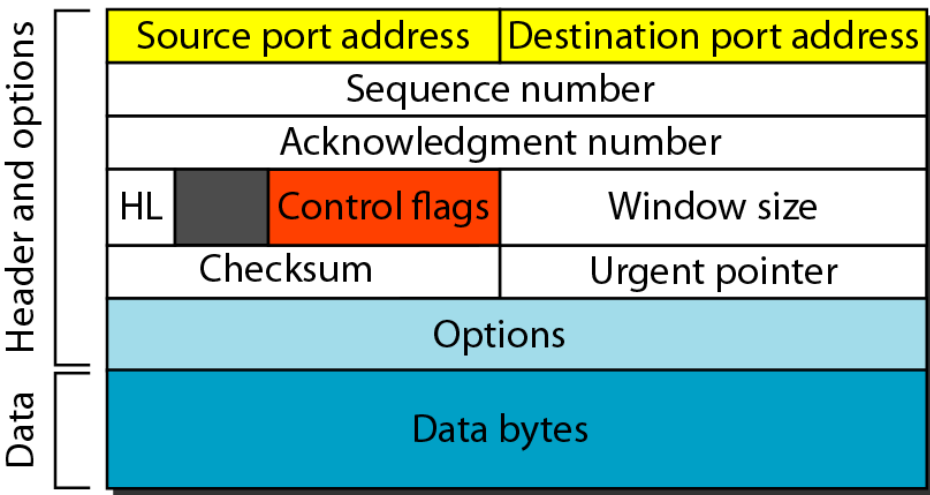 Header and options
Source port address
Destination port address
Sequence number
Acknowledgment number
HL
Control flags
Window size
Checksum
Urgent pointer
Options
Data
Data bytes